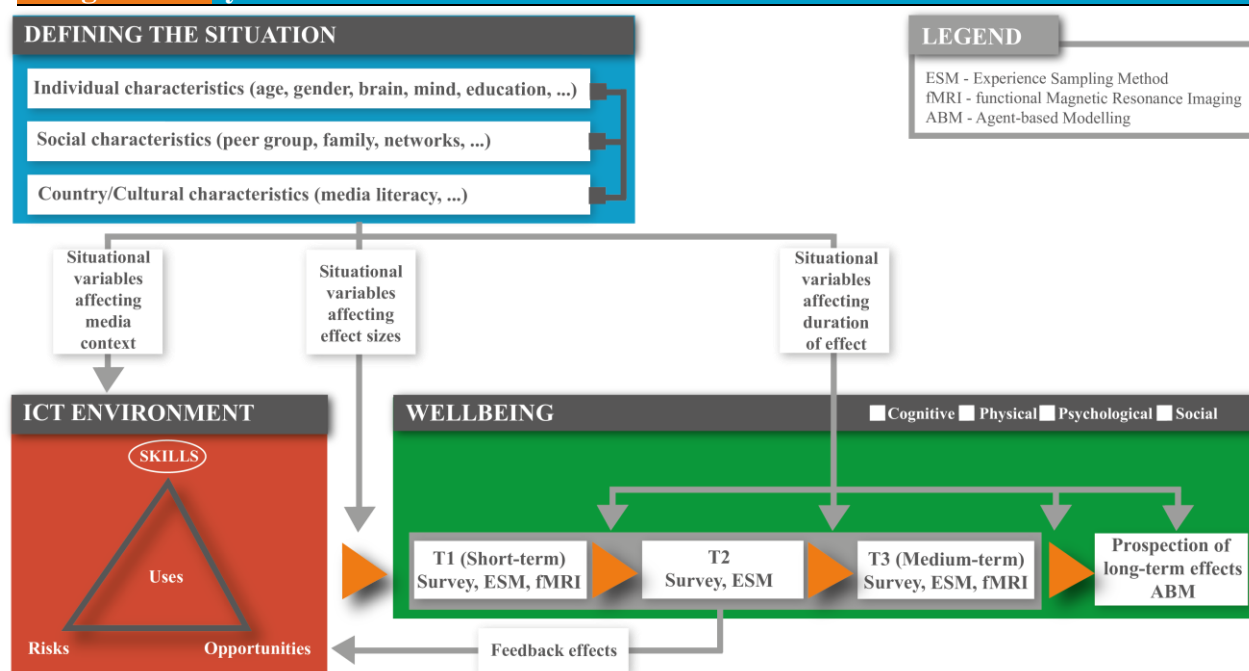 DEFINING THE SITUATION
Individual characteristics (age, gender, brain, mind, education, ...)
Social characteristics (peer group, family, networks, ...)
Country/Cultural characteristics (media literacy, ...)
LEGEND
ESM - Experience Sampling Method
fMRI - functional Magnetic Resonance Imaging
ABM - Agent-based Modelling
Situational
variables
affecting
media
context
Situational
variables
affecting
effect sizes
Situational
variables
affecting
duration
of effect
ICT ENVIRONMENT
SKILLS
Uses
Risks
Opportunities
WELLBEING
Cognitive
Physical
Psychological
Social
T1 (Short-term)
Survey, ESM, fMRI
T2
Survey, ESM
T3 (Medium-term)
Survey, ESM, fMRI
Prospection of
long-term effects
ABM
Feedback effects